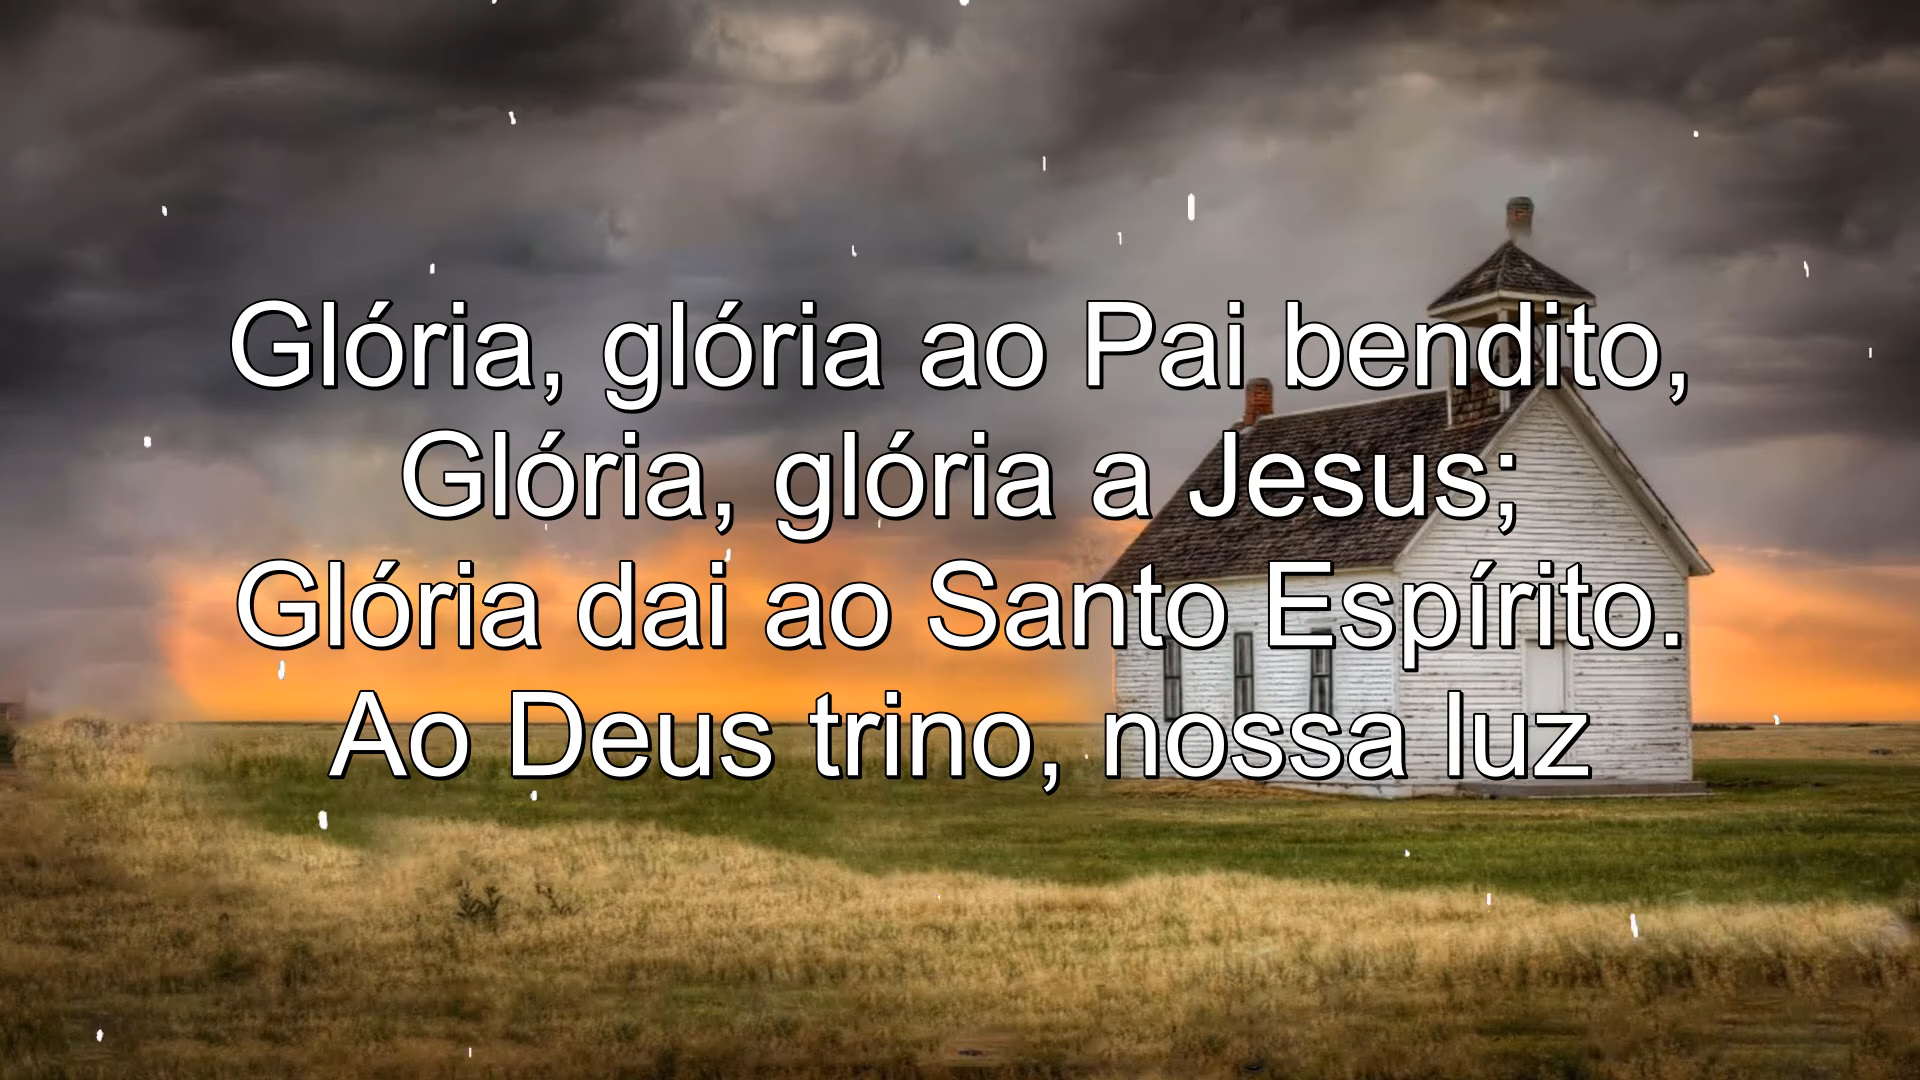 Glória, glória ao Pai bendito,
Glória, glória a Jesus;
Glória dai ao Santo Espírito.
Ao Deus trino, nossa luz